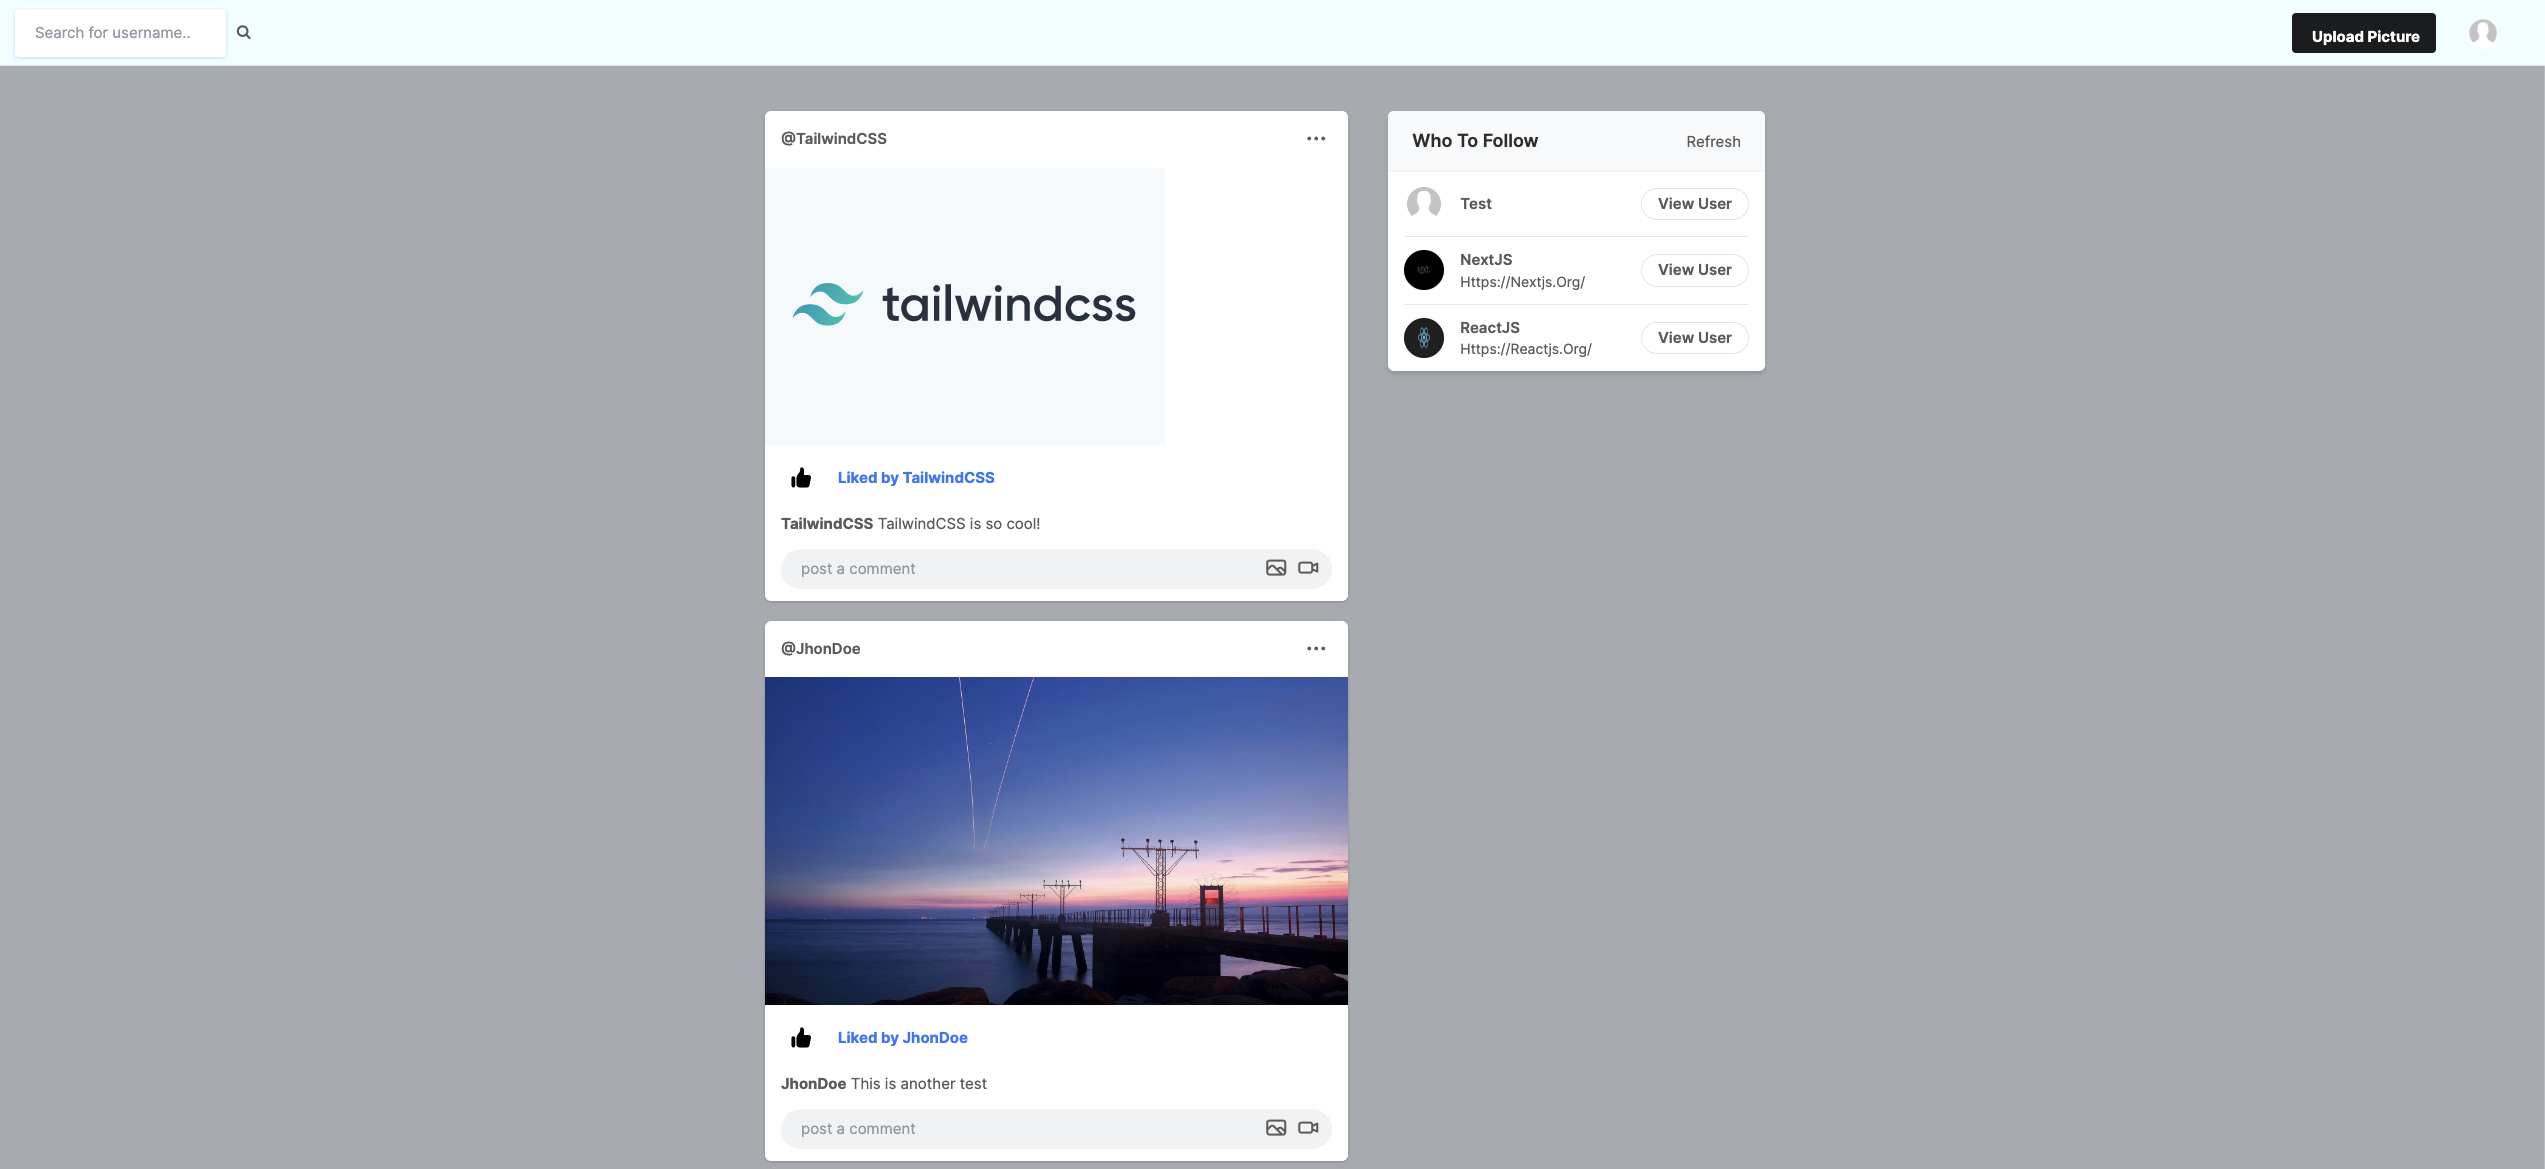 Search for username..
Upload Picture
@TailwindCSS
tailwindcss
Liked by TailwindCSS
TailwindCSS TailwindCSS is so cool!
post a comment
@JhonDoe
Liked by JhonDoe
JhonDoe This is another test
post a comment
Who To Follow
Refresh
Test
View User
NextJS
Https://Nextjs.Org/
View User
ReactJS
Https://Reactjs.Org/
View User